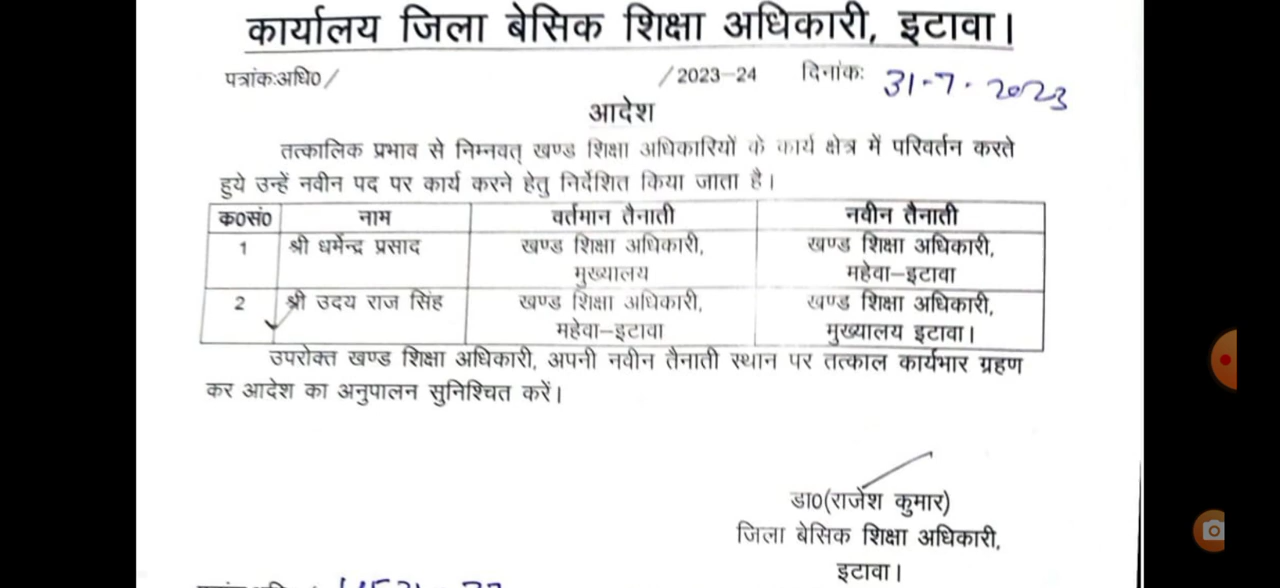 कार्यालय जिला बेसिक शिक्षा अधिकारी, इटावा।
पत्रांकःअधि0/ /2023-24 दिनांकः 31-7-2023
आदेश
तत्कालिक प्रभाव से निम्नवत् खण्ड शिक्षा अधिकारियों के कार्य क्षेत्र में परिवर्तन करते
हुये उन्हें नवीन पद पर कार्य करने हेतु निर्देशित किया जाता है।
क0सं0 नाम वर्तमान तैनाती नवीन तैनाती
1 श्री धर्मेन्द्र प्रसाद खण्ड शिक्षा अधिकारी, खण्ड शिक्षा अधिकारी,
मुख्यालय महेवा-इटावा
2 श्री उदय राज सिंह खण्ड शिक्षा अधिकारी, खण्ड शिक्षा अधिकारी,
महेवा-इटावा मुख्यालय इटावा।
उपरोक्त खण्ड शिक्षा अधिकारी, अपनी नवीन तैनाती स्थान पर तत्काल कार्यभार ग्रहण
कर आदेश का अनुपालन सुनिश्चित करें।
डा0(राजेश कुमार)
जिला बेसिक शिक्षा अधिकारी,
इटावा।